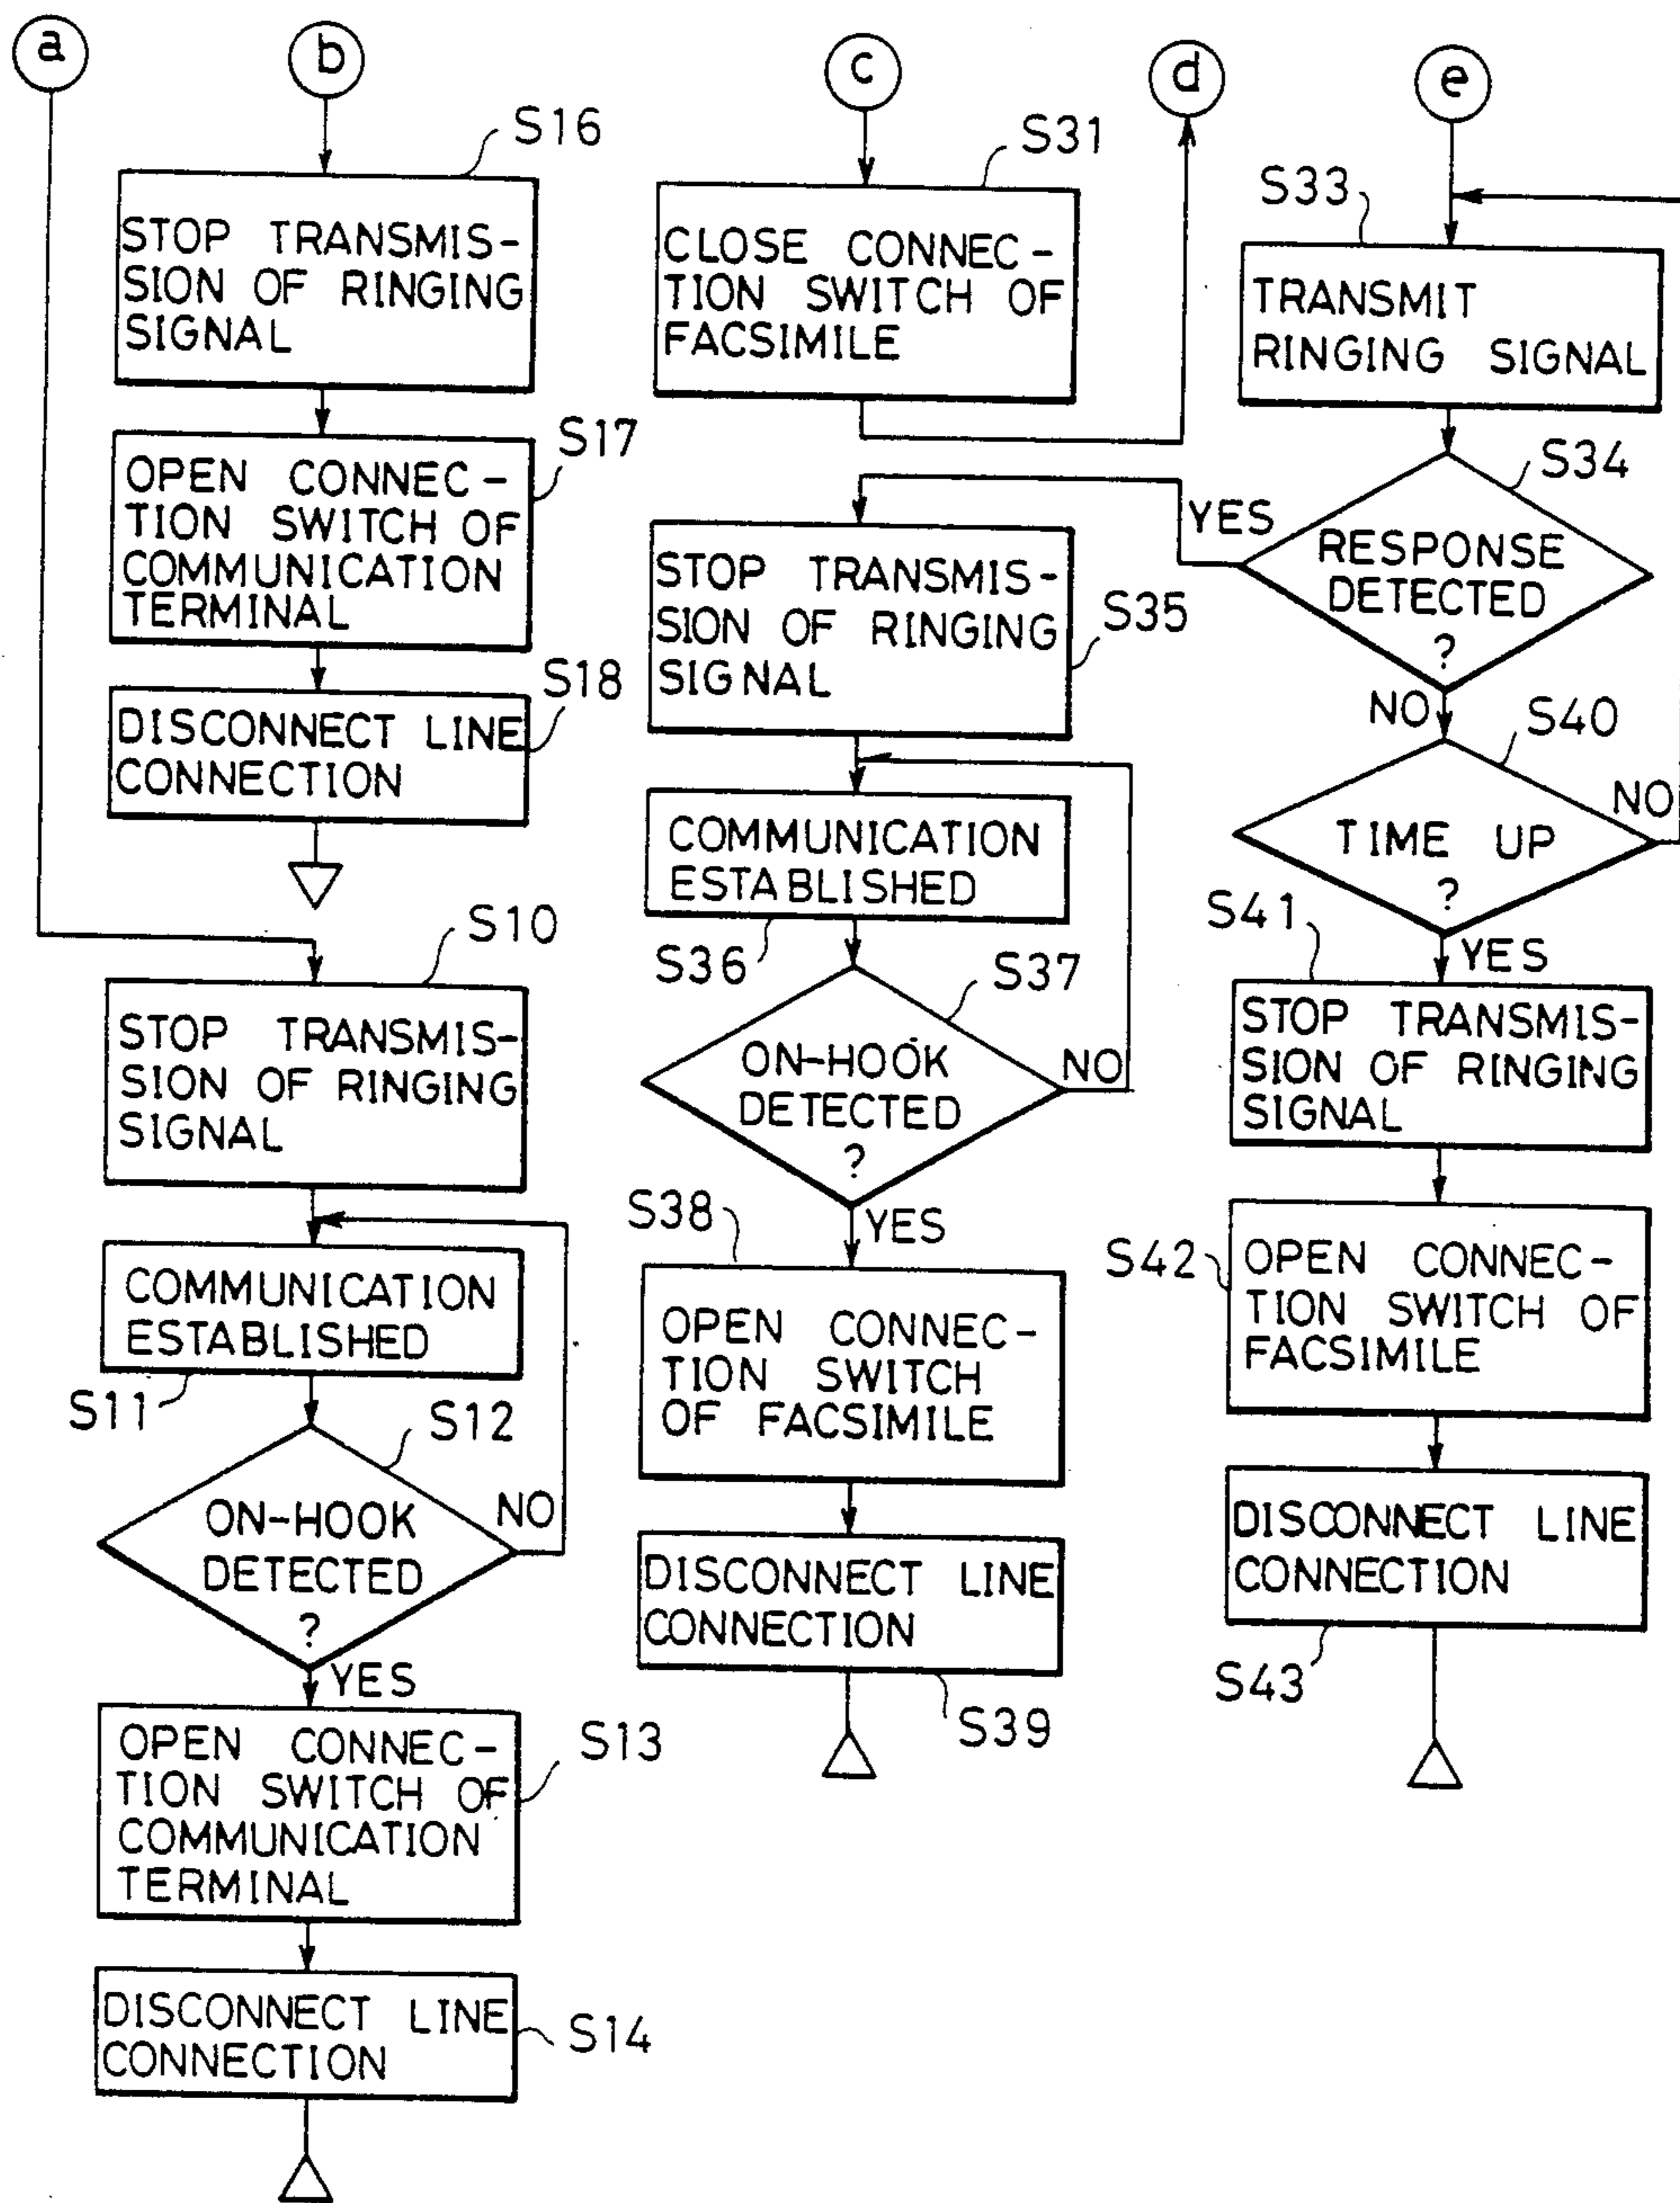 a
b
S16
STOP TRANSMIS-
SION OF RINGING
SIGNAL
S17
OPEN CONNEC-
TION SWITCH OF
COMMUNICATION
TERMINAL
S18
DISCONNECT LINE
CONNECTION
S10
STOP TRANSMIS-
SION OF RINGING
SIGNAL
COMMUNICATION
ESTABLISHED
S11
S12
ON-HOOK
DETECTED
?
NO
YES
OPEN CONNEC-
TION SWITCH OF
COMMUNICATION
TERMINAL
S13
DISCONNECT LINE
CONNECTION
S14
c
d
S31
CLOSE CONNEC-
TION SWITCH OF
FACSIMILE
STOP TRANSMIS-
SION OF RINGING
SIGNAL
S35
COMMUNICATION
ESTABLISHED
S36
S37
ON-HOOK
DETECTED
?
NO
YES
S38
OPEN CONNEC-
TION SWITCH
OF FACSIMILE
DISCONNECT LINE
CONNECTION
S39
e
S33
TRANSMIT
RINGING SIGNAL
S34
YES
RESPONSE
DETECTED
?
NO
S40
NO
TIME UP
?
S41
YES
STOP TRANSMIS-
SION OF RINGING
SIGNAL
S42
OPEN CONNEC-
TION SWITCH OF
FACSIMILE
DISCONNECT LINE
CONNECTION
S43